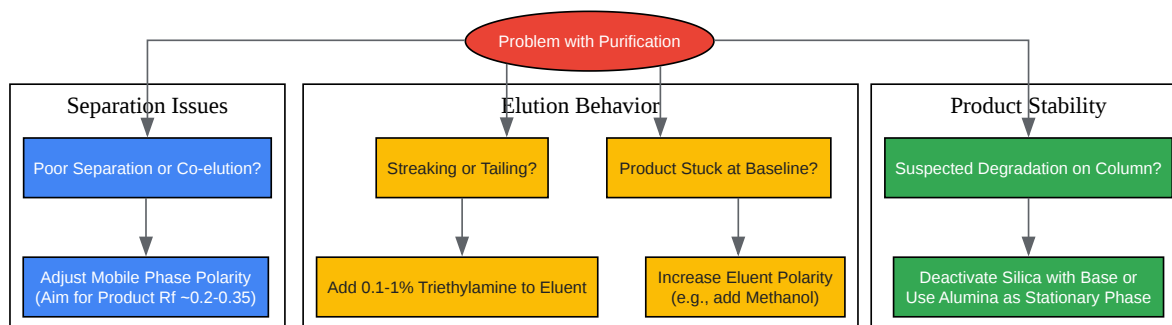 Problem with Purification
Separation Issues
Elution Behavior
Product Stability
Poor Separation or Co-elution?
Streaking or Tailing?
Product Stuck at Baseline?
Suspected Degradation on Column?
Adjust Mobile Phase Polarity
(Aim for Product Rf ~0.2-0.35)
Add 0.1-1% Triethylamine to Eluent
Increase Eluent Polarity
(e.g., add Methanol)
Deactivate Silica with Base or
Use Alumina as Stationary Phase